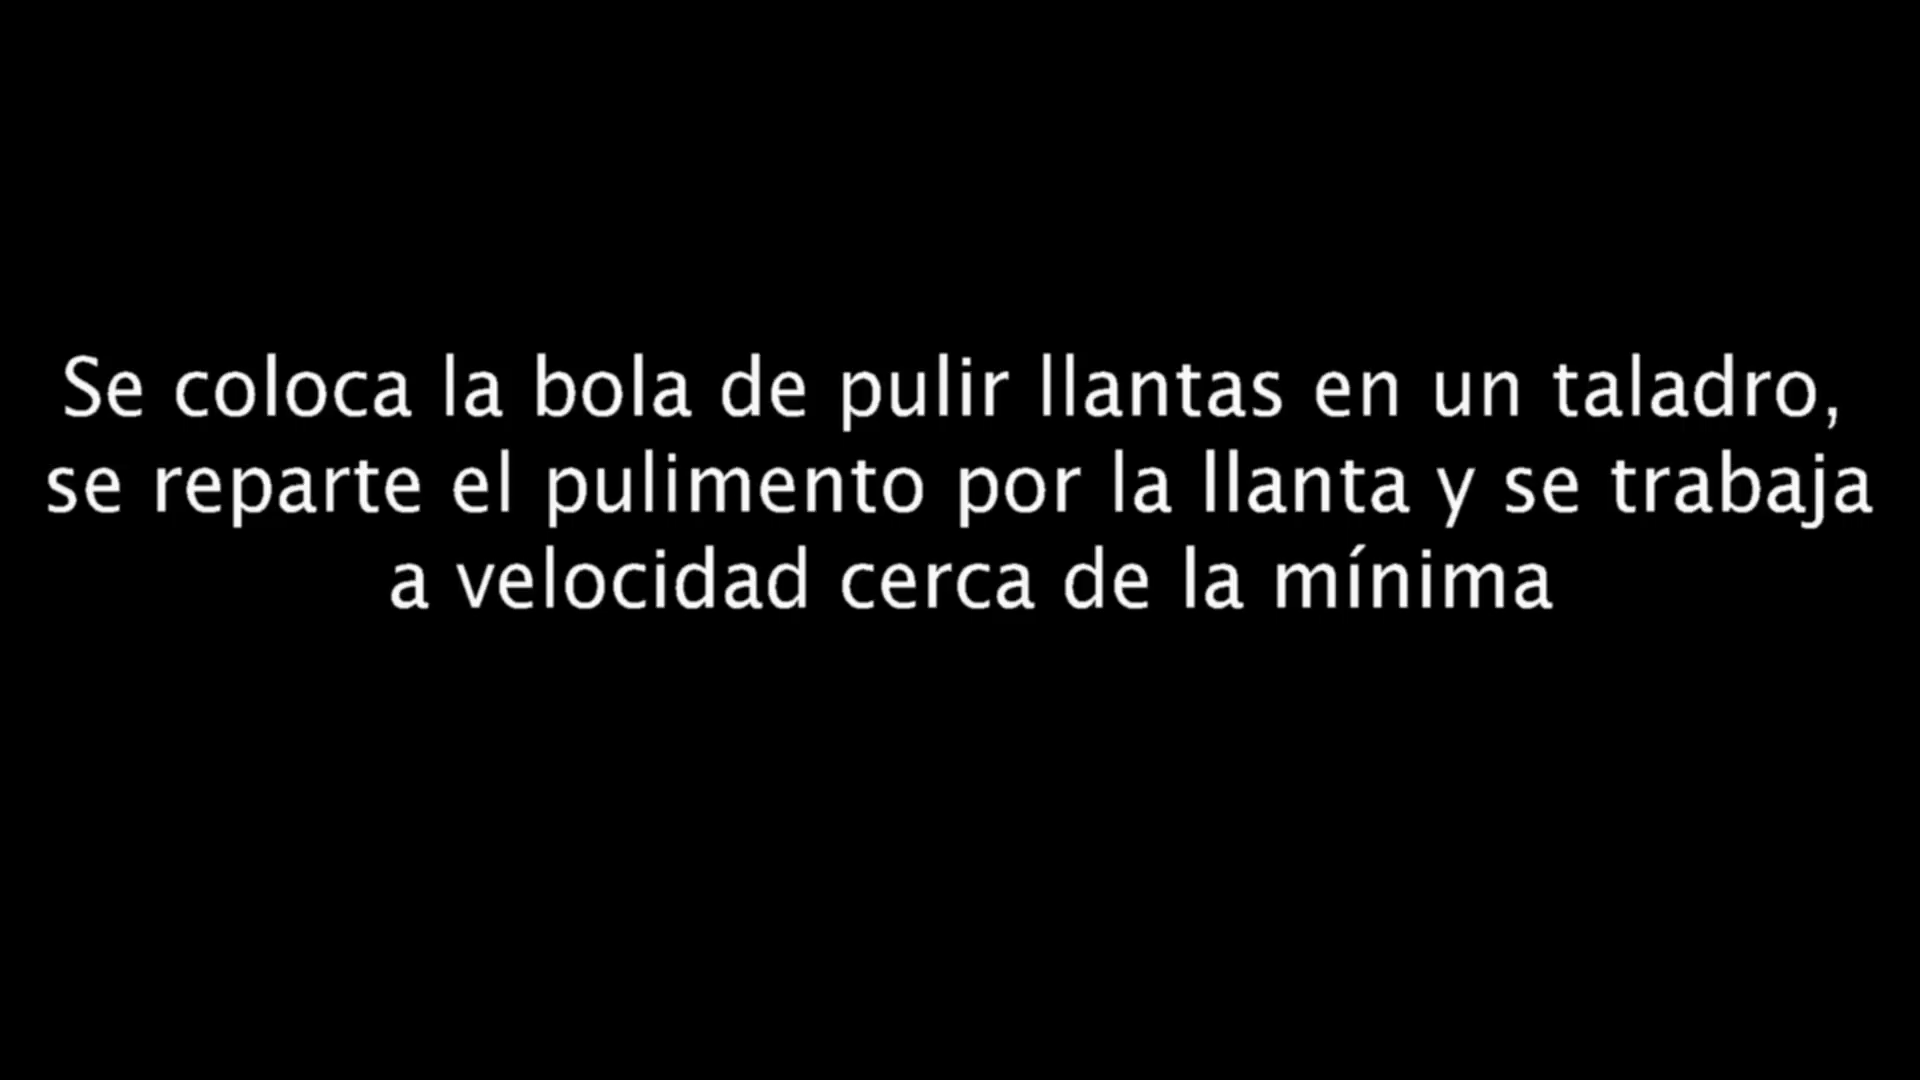 Se coloca la bola de pulir llantas en un taladro,
se reparte el pulimento por la llanta y se trabaja
a velocidad cerca de la mínima